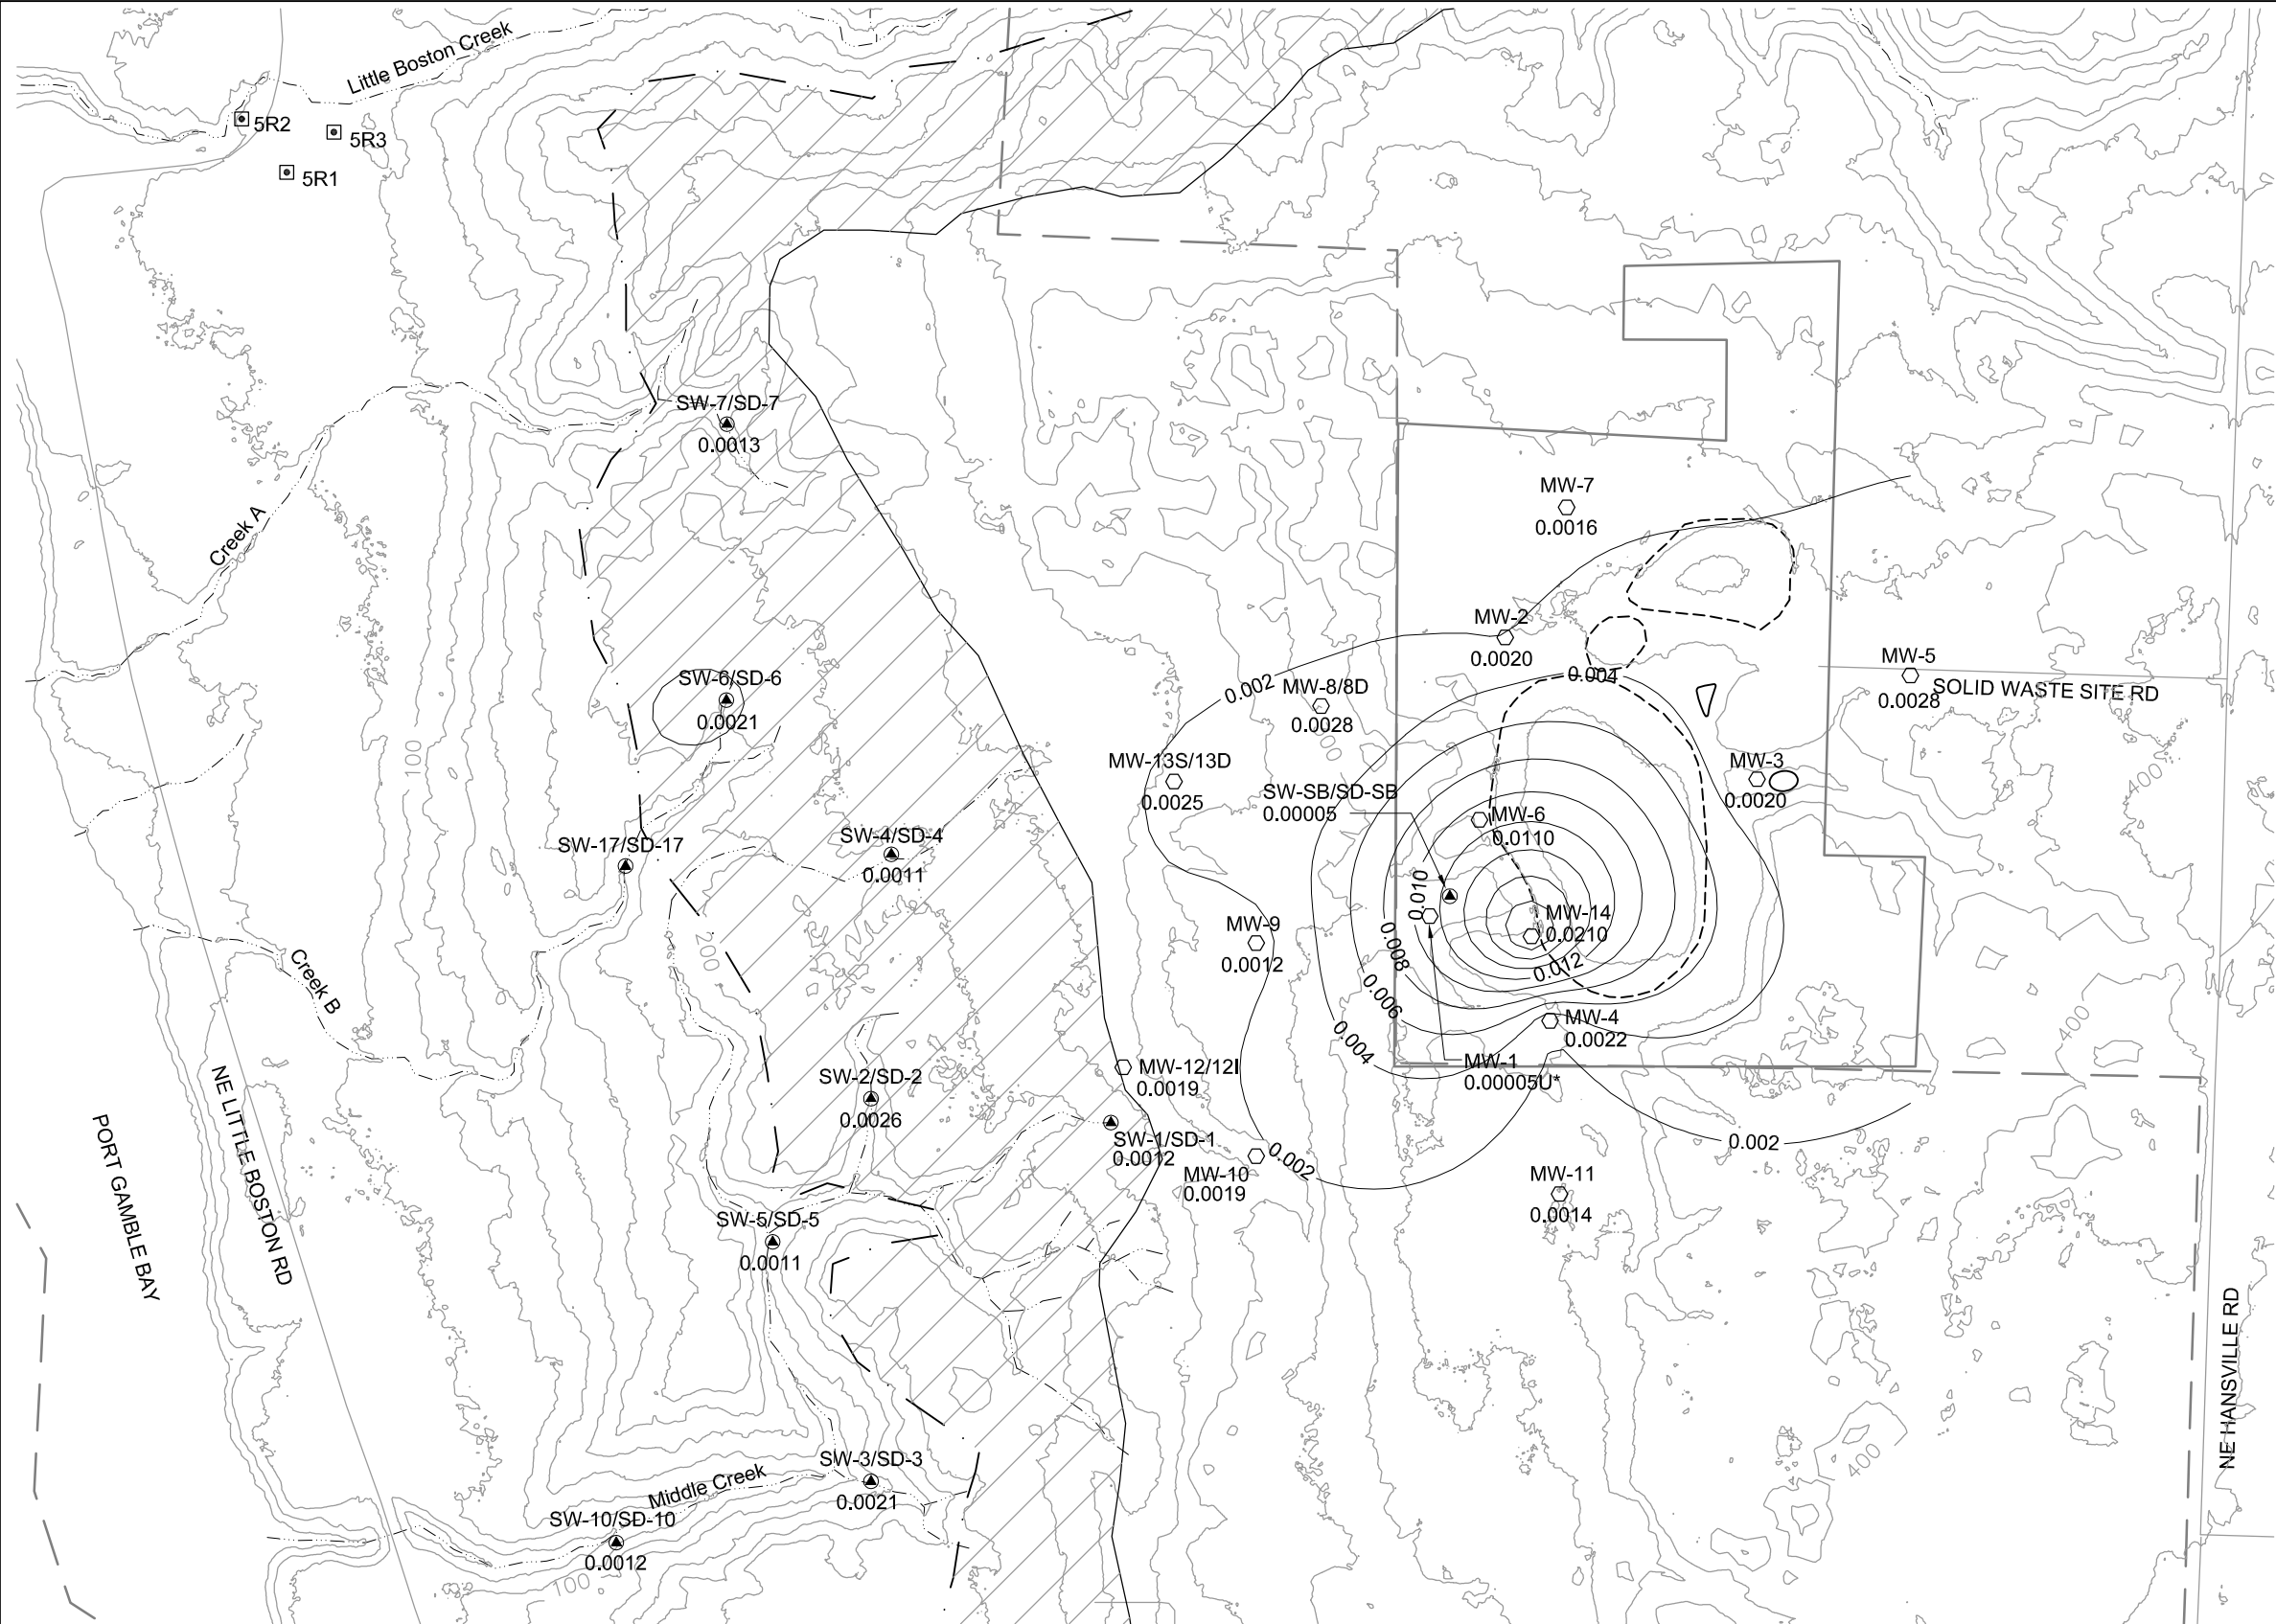 Little Boston Creek
5R2
5R3
5R1
SW-7/SD-7
0.0013
MW-7
0.0016
Creek A
MW-2
0.0020
0.004
MW-5
0.0028
SOLID WASTE SITE RD
SW-6/SD-6
0.0021
0.002
MW-8/8D
0.0028
100
MW-13S/13D
0.0025
MW-3
0.0020
400
SW-SB/SD-SB
0.00005
MW-6
0.0110
SW-17/SD-17
SW-4/SD-4
0.0011
0.010
MW-14
0.0210
MW-9
0.0012
200
0.008
0.012
Creek B
0.006
MW-4
0.0022
400
0.004
MW-12/12I
0.0019
MW-1
0.00005U*
SW-2/SD-2
0.0026
NE LITTLE BOSTON RD
PORT GAMBLE BAY
SW-1/SD-1
0.0012
0.002
0.002
MW-10
0.0019
MW-11
0.0014
SW-5/SD-5
0.0011
NE HANSVILLE RD
400
SW-3/SD-3
0.0021
Middle Creek
SW-10/SD-10
0.0012
100